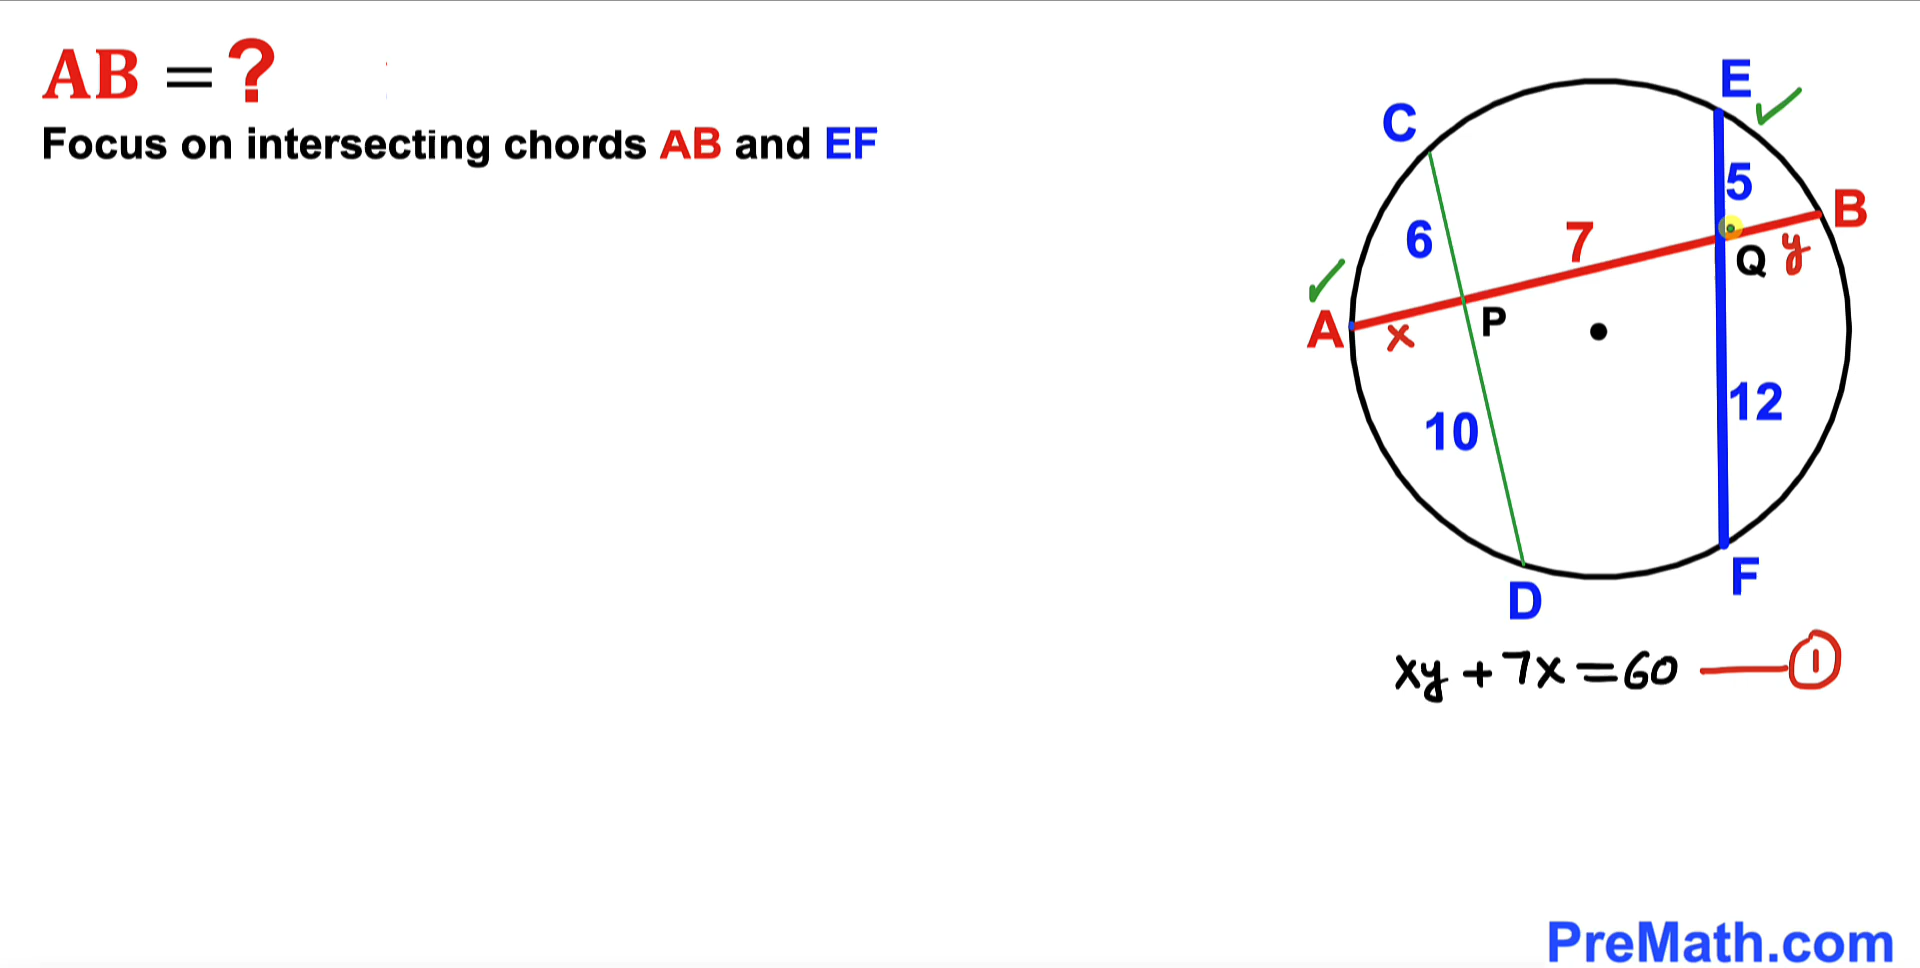 AB = ?
Focus on intersecting chords AB and EF
E
C
5
B
6
7
Q y
A
x
P
12
10
F
D
xy + 7x = 60 — 1
PreMath.com